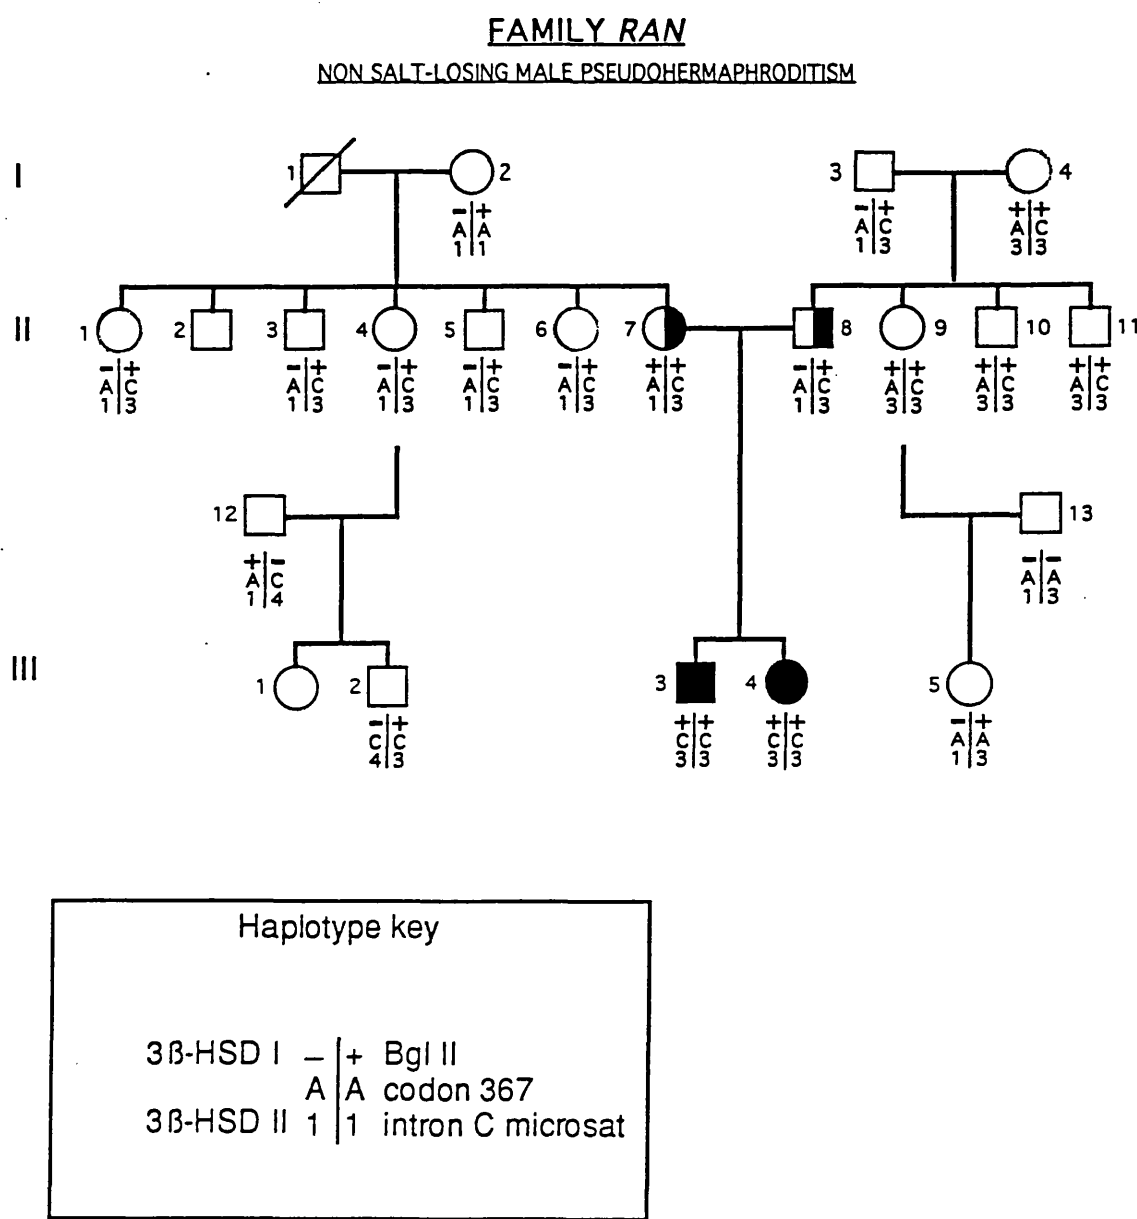 FAMILY RAN
NON SALT-LOSING MALE PSEUDOHERMAPHRODITISM
I 1 2 3 4
−|+ −|+ +|+
A|A A|C A|C
1|1 1|3 3|3
II 1 2 3 4 5 6 7 8 9 10 11
−|+ −|+ −|+ −|+ −|+ +|+ −|+ +|+ +|+ +|+
A|C A|C A|C A|C A|C A|C A|C A|C A|C A|C
1|3 1|3 1|3 1|3 1|3 1|3 1|3 3|3 3|3 3|3
12 13
+|− −|−
A|C A|A
1|4 1|3
III 1 2 3 4 5
−|+ +|+ +|+ −|+
C|C C|C C|C A|A
4|3 3|3 3|3 1|3
Haplotype key
3ß-HSD I −|+ Bgl II
A|A codon 367
3ß-HSD II 1|1 intron C microsat